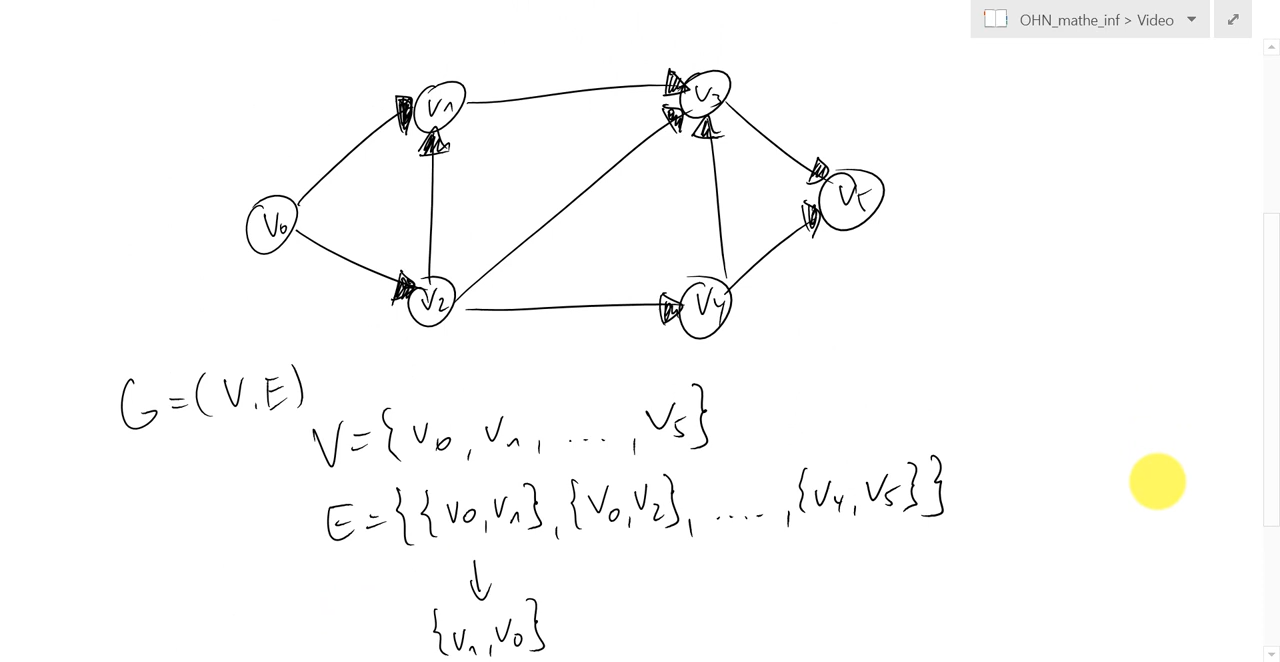 OHN_mathe_inf > Video
V1
V3
V0
V5
V2
V4
G=(V,E)
V={V0,V1,...,V5}
E={{V0,V1},{V0,V2},....,{V4,V5}}
↓
{V1,V0}